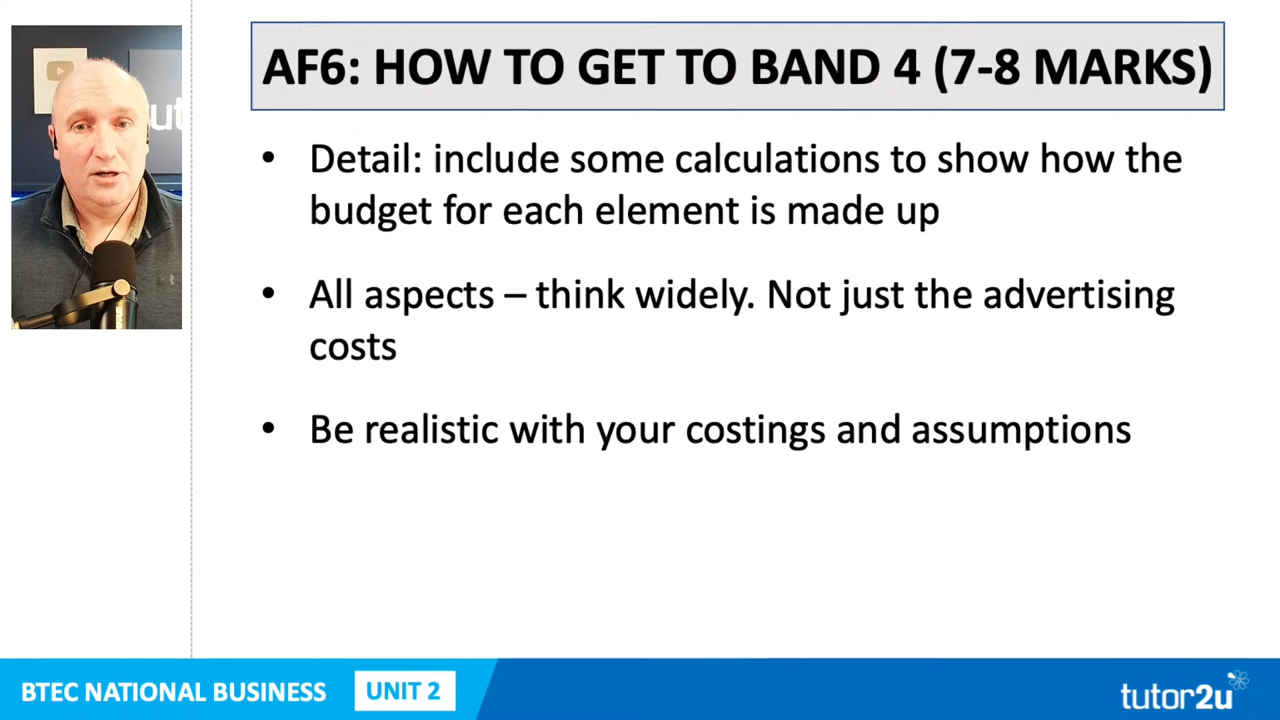 AF6: HOW TO GET TO BAND 4 (7-8 MARKS)
• Detail: include some calculations to show how the
budget for each element is made up
• All aspects – think widely. Not just the advertising
costs
• Be realistic with your costings and assumptions
BTEC NATIONAL BUSINESS
UNIT 2
tutor2u